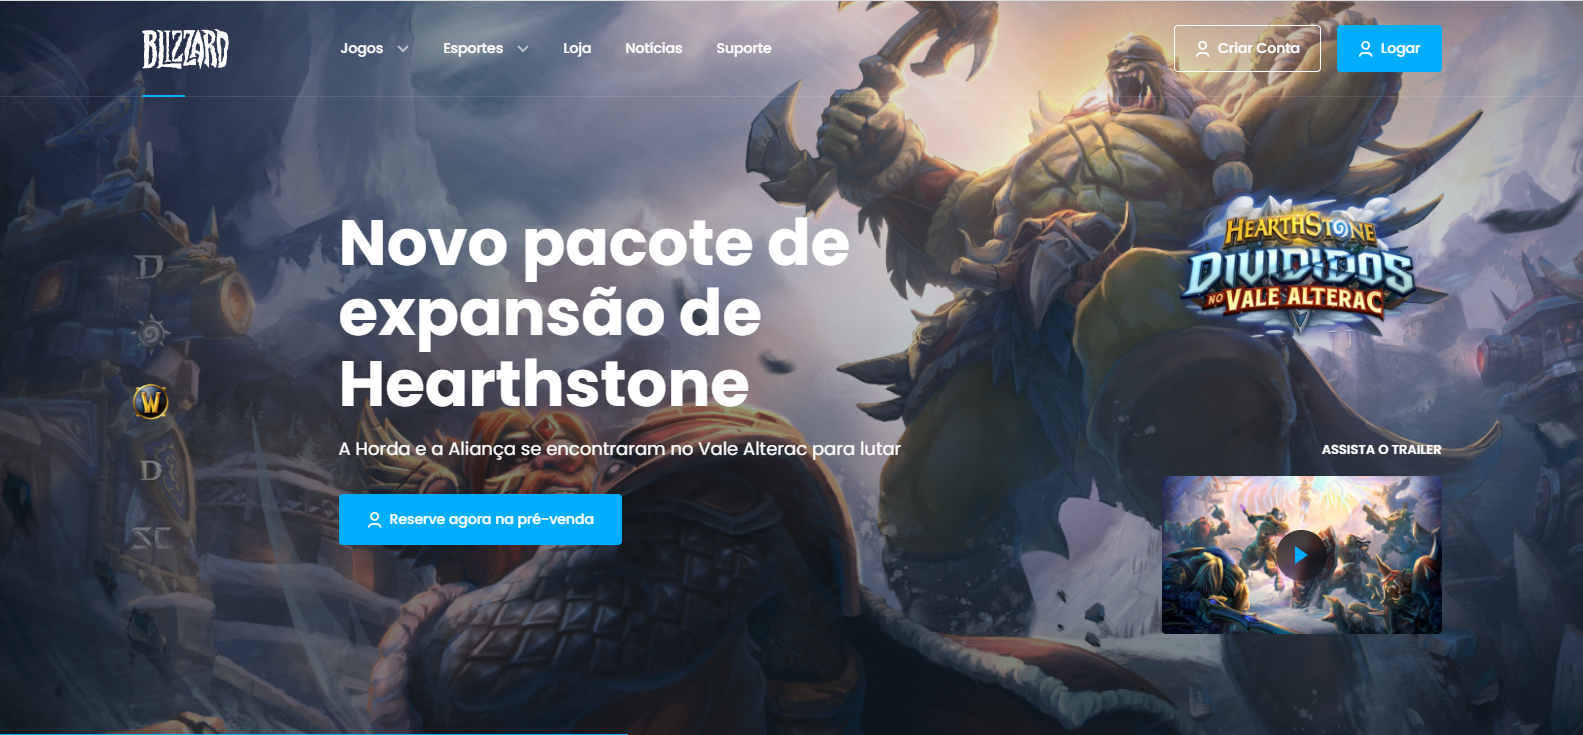 BLIZZARD
Jogos
Esportes
Loja
Notícias
Suporte
Criar Conta
Logar
Novo pacote de
expansão de
Hearthstone
A Horda e a Aliança se encontraram no Vale Alterac para lutar
Reserve agora na pré-venda
D
W
D
SC
HEARTHSTONE
DIVIDIDOS
NO VALE ALTERAC
ASSISTA O TRAILER